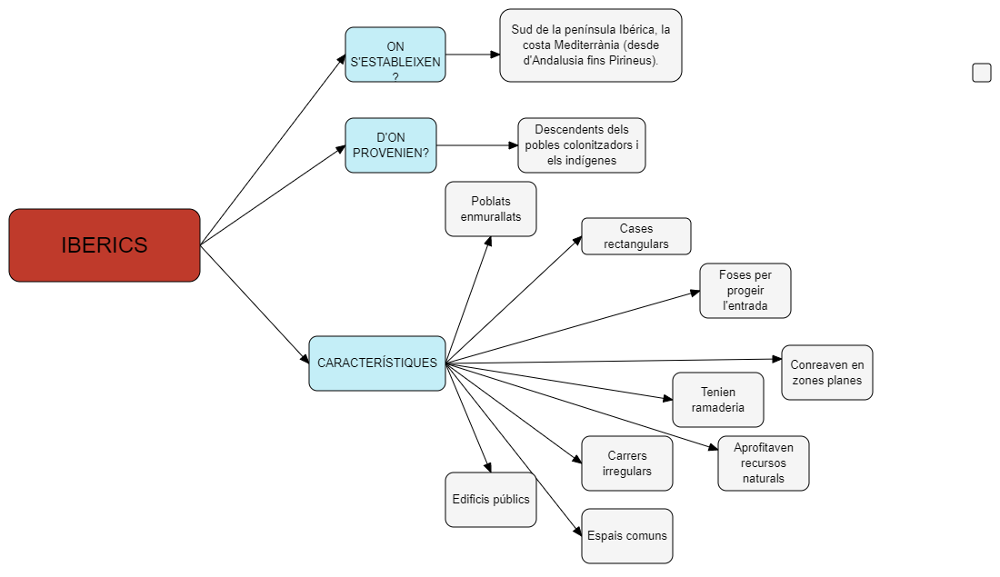 ON
S'ESTABLEIXEN
?
Sud de la península Ibérica, la
costa Mediterrània (desde
d'Andalusia fins Pirineus).
D'ON
PROVENIEN?
Descendents dels
pobles colonitzadors i
els indígenes
IBERICS
CARACTERÍSTIQUES
Poblats
enmurallats
Cases
rectangulars
Foses per
progeir
l'entrada
Conreaven en
zones planes
Tenien
ramaderia
Aprofitaven
recursos
naturals
Carrers
irregulars
Edificis públics
Espais comuns